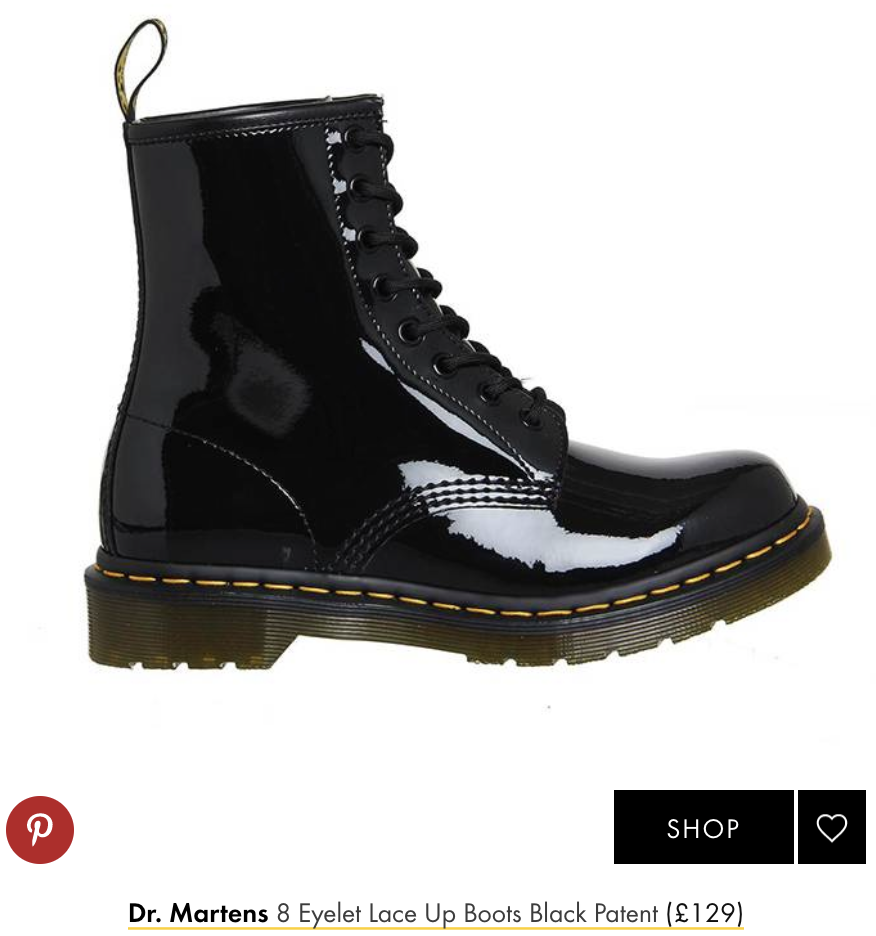 SHOP
Dr. Martens 8 Eyelet Lace Up Boots Black Patent (£129)